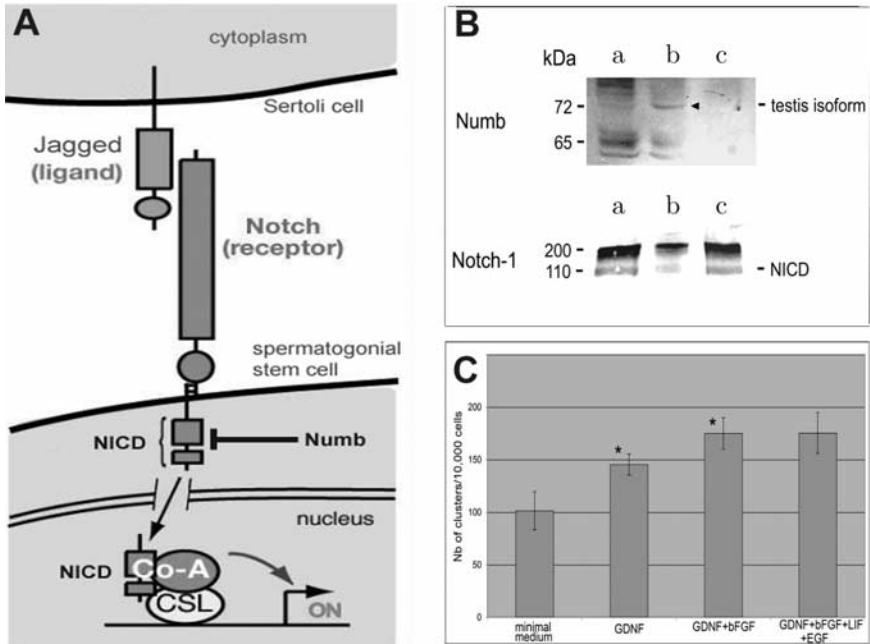 A
cytoplasm
Sertoli cell
Jagged
(ligand)
Notch
(receptor)
spermatogonial
stem cell
NICD
Numb
nucleus
NICD
Co-A
CSL
ON
B
kDa
a b c
Numb
72
testis isoform
65
a b c
Notch-1
200
110
NICD
C
Nb of clusters/10,000 cells
200
150
100
50
0
* *
minimal medium
GDNF
GDNF+bFGF
GDNF+bFGF+LIF
+EGF